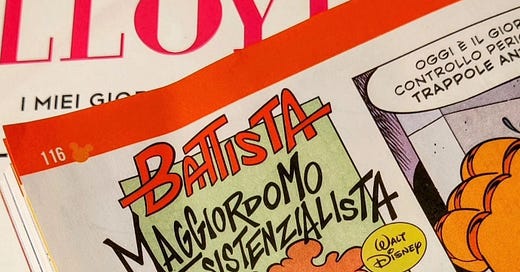 LLOY
I MIEI GIOR
116
BATTISTA
MAGGIORDOMO
ESISTENZIALISTA
WALT
DISNEY
OGGI È IL GIOR
CONTROLLO PERIO
TRAPPOLE AN